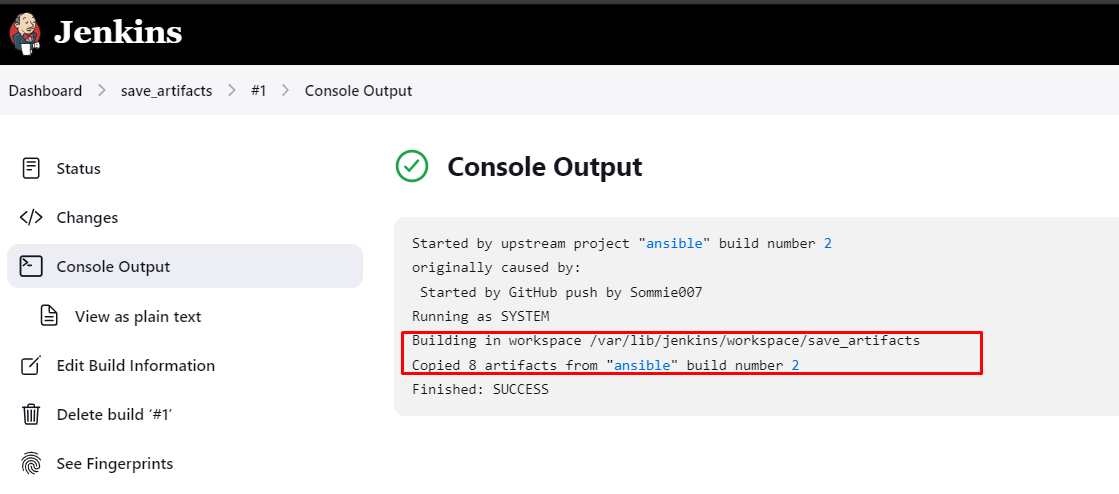 Jenkins
Dashboard > save_artifacts > #1 > Console Output
Status
Changes
Console Output
View as plain text
Edit Build Information
Delete build ‘#1’
See Fingerprints
Console Output
Started by upstream project "ansible" build number 2
originally caused by:
Started by GitHub push by Sommie007
Running as SYSTEM
Building in workspace /var/lib/jenkins/workspace/save_artifacts
Copied 8 artifacts from "ansible" build number 2
Finished: SUCCESS